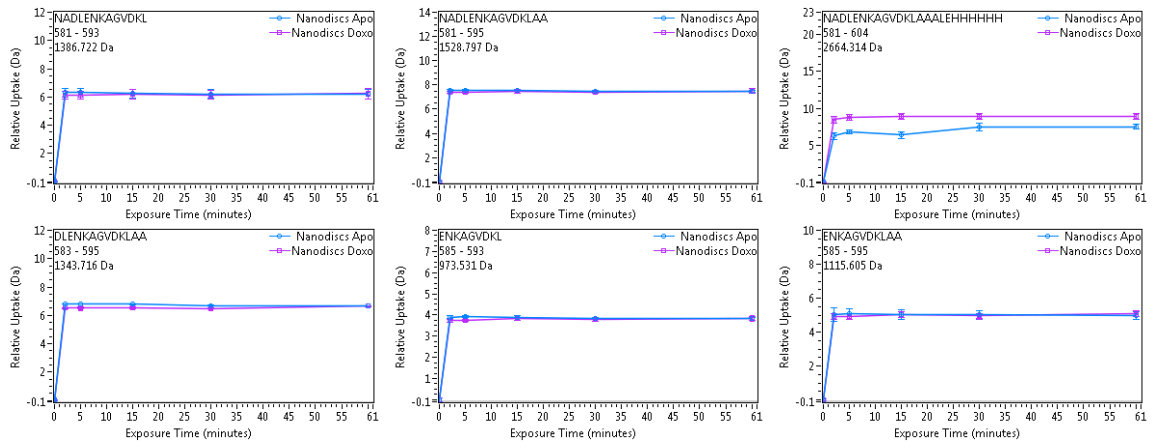 NADLENKAGVDKL
581 - 593
1386.722 Da
Nanodiscs Apo
Nanodiscs Doxo
Relative Uptake (Da)
12
10
8
6
4
2
-0.1
0 5 10 15 20 25 30 35 40 45 50 55 61
Exposure Time (minutes)
NADLENKAGVDKLAA
581 - 595
1528.797 Da
Nanodiscs Apo
Nanodiscs Doxo
Relative Uptake (Da)
14
12
10
8
6
4
2
-0.1
0 5 10 15 20 25 30 35 40 45 50 55 61
Exposure Time (minutes)
NADLENKAGVDKLAAALEHHHHHH
581 - 604
2664.314 Da
Nanodiscs Apo
Nanodiscs Doxo
Relative Uptake (Da)
23
20
15
10
5
-0.1
0 5 10 15 20 25 30 35 40 45 50 55 61
Exposure Time (minutes)
DLENKAGVDKLAA
583 - 595
1343.716 Da
Nanodiscs Apo
Nanodiscs Doxo
Relative Uptake (Da)
12
10
8
6
4
2
-0.1
0 5 10 15 20 25 30 35 40 45 50 55 61
Exposure Time (minutes)
ENKAGVDKL
585 - 593
973.531 Da
Nanodiscs Apo
Nanodiscs Doxo
Relative Uptake (Da)
8
7
6
5
4
3
2
1
-0.1
0 5 10 15 20 25 30 35 40 45 50 55 61
Exposure Time (minutes)
ENKAGVDKLAA
585 - 595
1115.605 Da
Nanodiscs Apo
Nanodiscs Doxo
Relative Uptake (Da)
10
8
6
4
2
-0.1
0 5 10 15 20 25 30 35 40 45 50 55 61
Exposure Time (minutes)